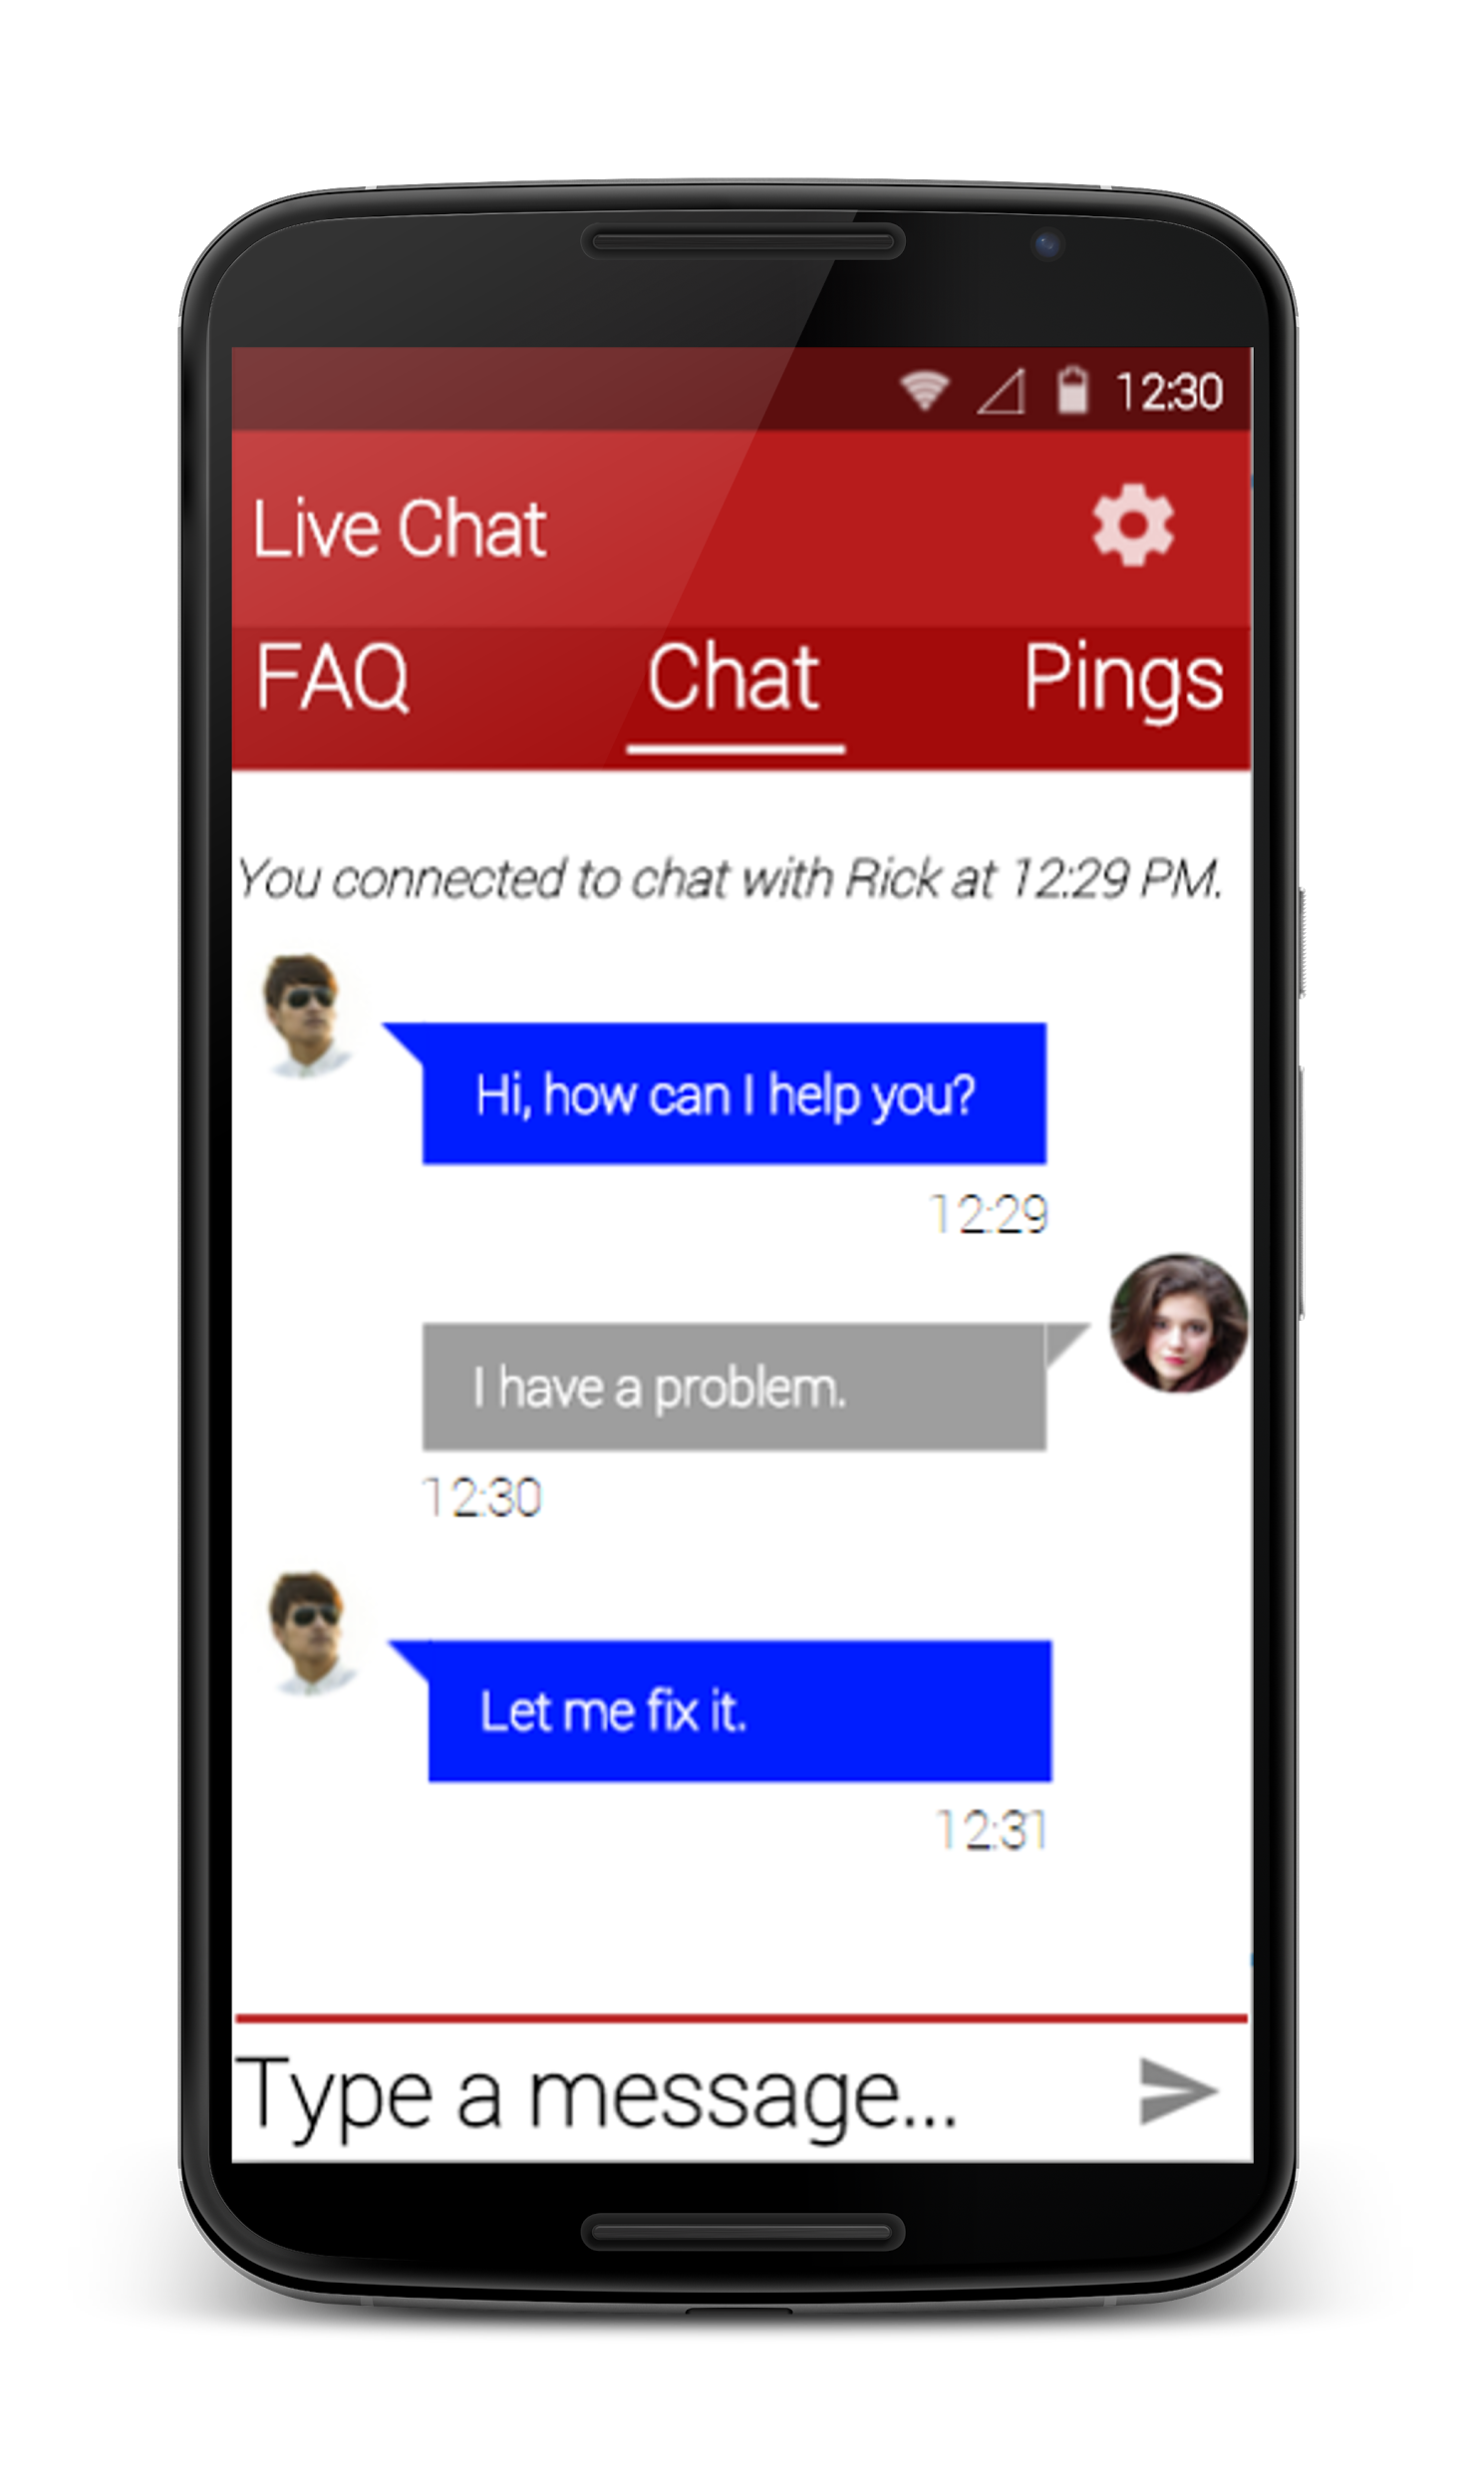 12:30
Live Chat
FAQ Chat Pings
You connected to chat with Rick at 12:29 PM.
Hi, how can I help you?
12:29
I have a problem.
12:30
Let me fix it.
12:31
Type a message...